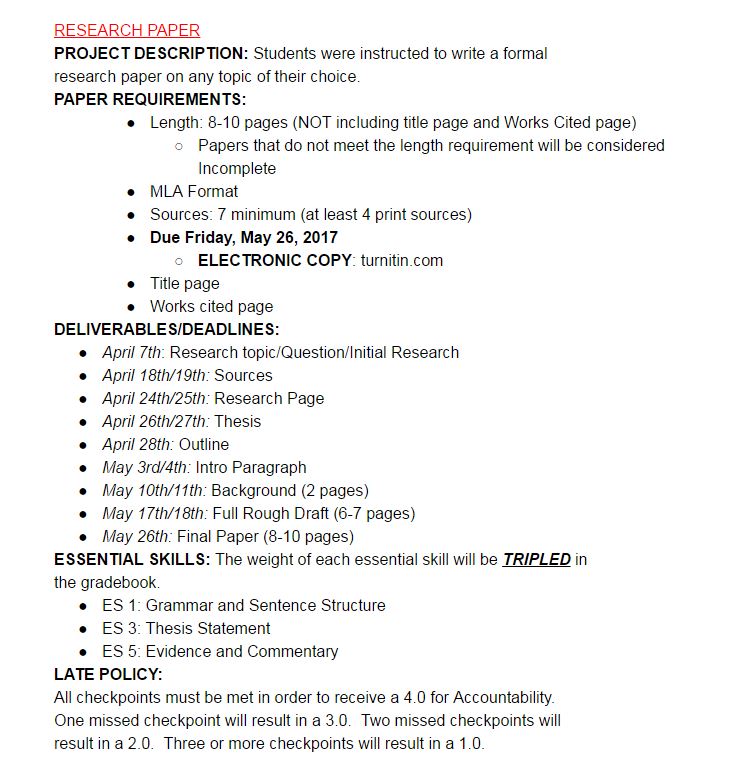 RESEARCH PAPER
PROJECT DESCRIPTION: Students were instructed to write a formal
research paper on any topic of their choice.
PAPER REQUIREMENTS:
● Length: 8-10 pages (NOT including title page and Works Cited page)
○ Papers that do not meet the length requirement will be considered
Incomplete
● MLA Format
● Sources: 7 minimum (at least 4 print sources)
● Due Friday, May 26, 2017
○ ELECTRONIC COPY: turnitin.com
● Title page
● Works cited page
DELIVERABLES/DEADLINES:
● April 7th: Research topic/Question/Initial Research
● April 18th/19th: Sources
● April 24th/25th: Research Page
● April 26th/27th: Thesis
● April 28th: Outline
● May 3rd/4th: Intro Paragraph
● May 10th/11th: Background (2 pages)
● May 17th/18th: Full Rough Draft (6-7 pages)
● May 26th: Final Paper (8-10 pages)
ESSENTIAL SKILLS: The weight of each essential skill will be TRIPLED in
the gradebook.
● ES 1: Grammar and Sentence Structure
● ES 3: Thesis Statement
● ES 5: Evidence and Commentary
LATE POLICY:
All checkpoints must be met in order to receive a 4.0 for Accountability.
One missed checkpoint will result in a 3.0.  Two missed checkpoints will
result in a 2.0.  Three or more checkpoints will result in a 1.0.